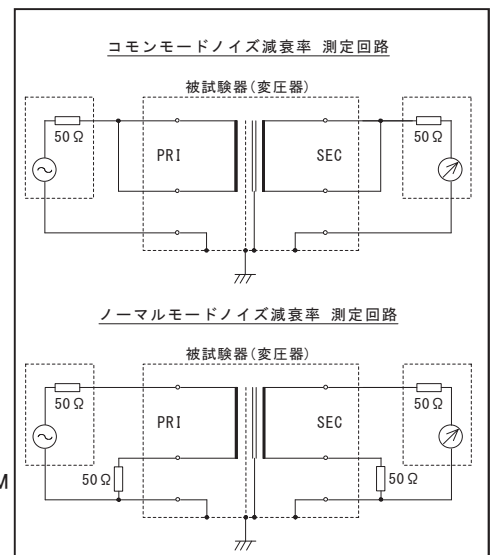 コモンモードノイズ減衰率 測定回路
被試験器(変圧器)
50Ω
PRI
SEC
50Ω
ノーマルモードノイズ減衰率 測定回路
被試験器(変圧器)
50Ω
PRI
SEC
50Ω
50Ω
50Ω
M